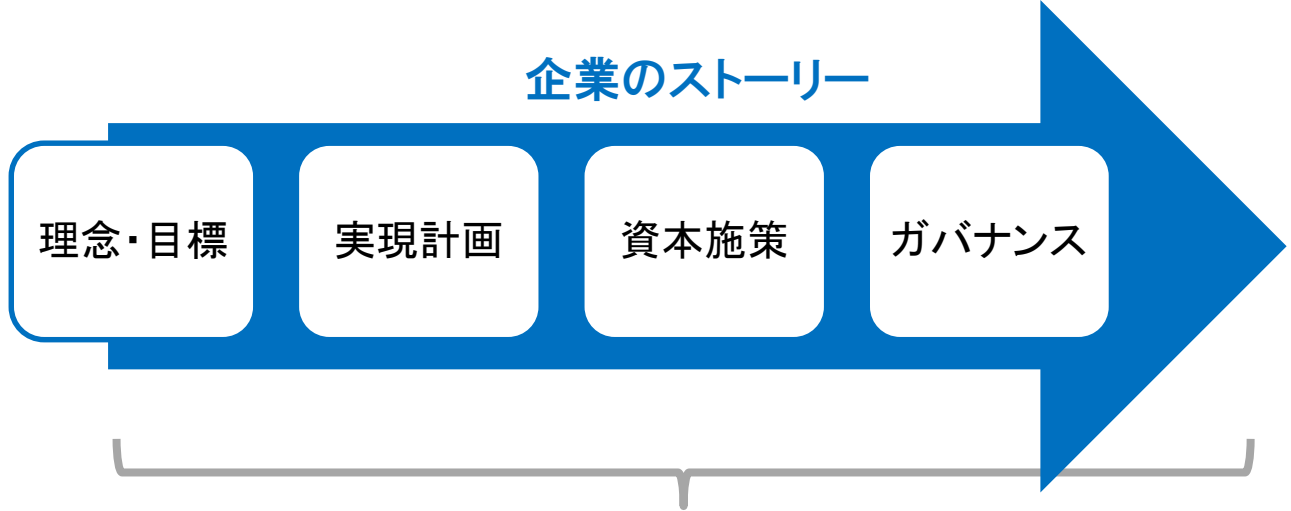 企業のストーリー
理念・目標
実現計画
資本施策
ガバナンス